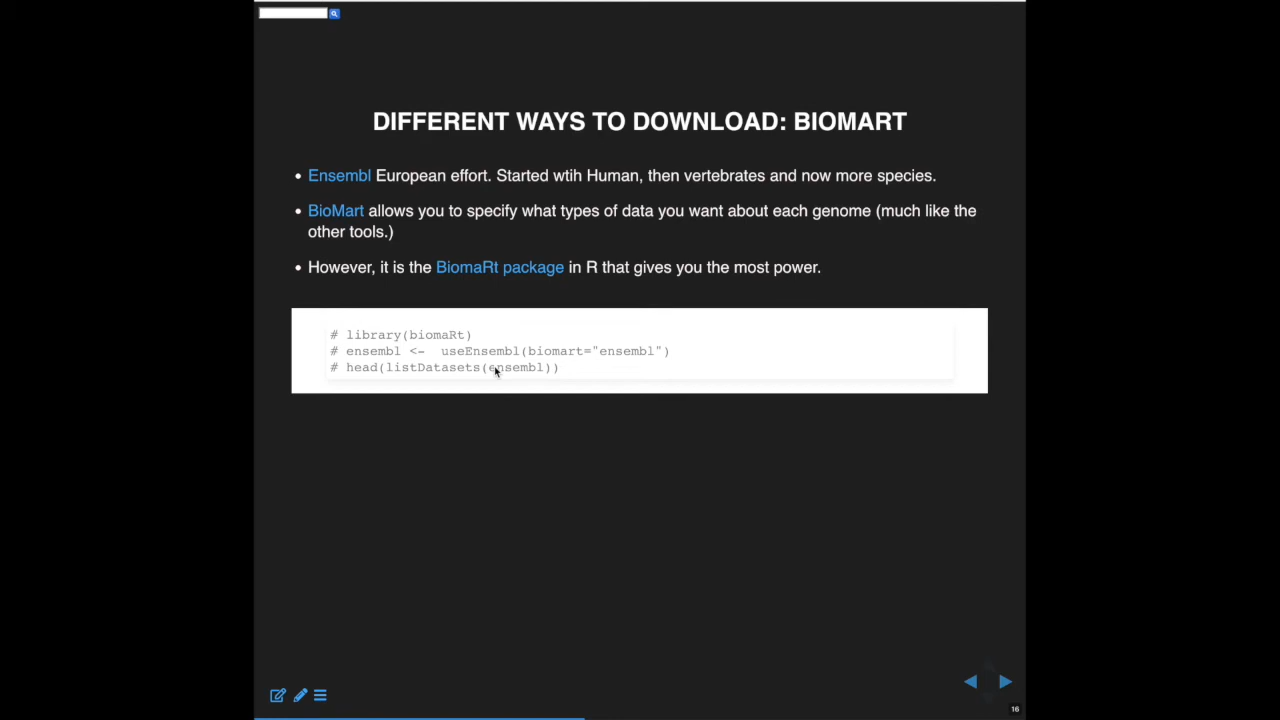 DIFFERENT WAYS TO DOWNLOAD: BIOMART
• Ensembl European effort. Started wtih Human, then vertebrates and now more species.
• BioMart allows you to specify what types of data you want about each genome (much like the
other tools.)
• However, it is the BiomaRt package in R that gives you the most power.
# library(biomaRt)
# ensembl <-  useEnsembl(biomart="ensembl")
# head(listDatasets(ensembl))
16